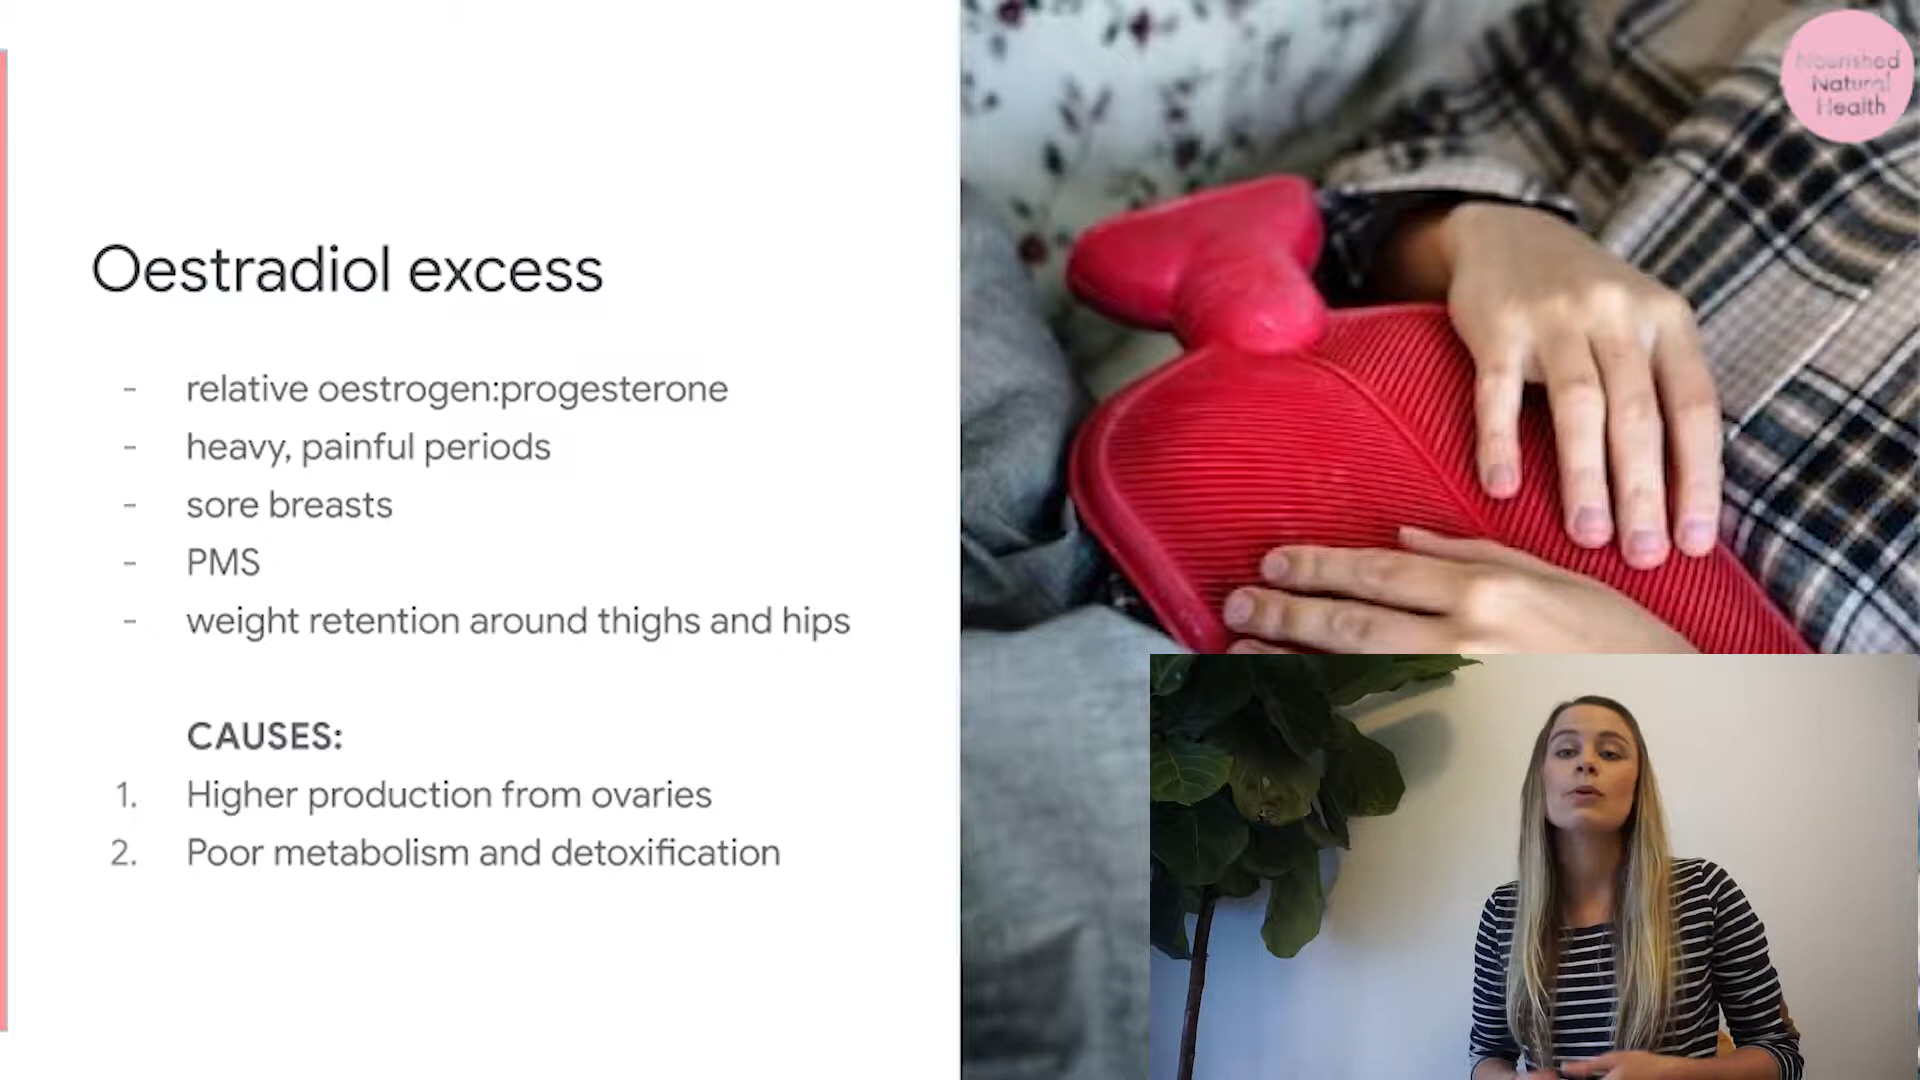 Nourished
Natural
Health
Oestradiol excess
- relative oestrogen:progesterone
- heavy, painful periods
- sore breasts
- PMS
- weight retention around thighs and hips
CAUSES:
1. Higher production from ovaries
2. Poor metabolism and detoxification